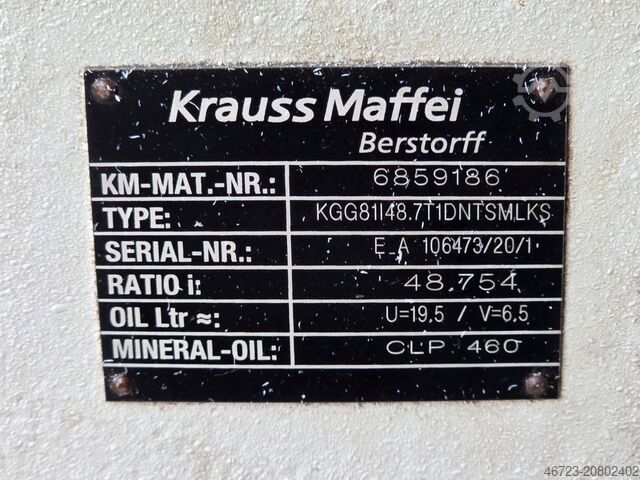 Krauss Maffei
Berstorff
KM-MAT.-NR.: 6859186
TYPE: KGG81I48.7T1DNTSMLKS
SERIAL-NR.: E A 106473/20/1
RATIO i: 48.754
OIL Ltr ≈: U=19.5 / V=6.5
MINERAL-OIL: CLP 460
46723-20802402